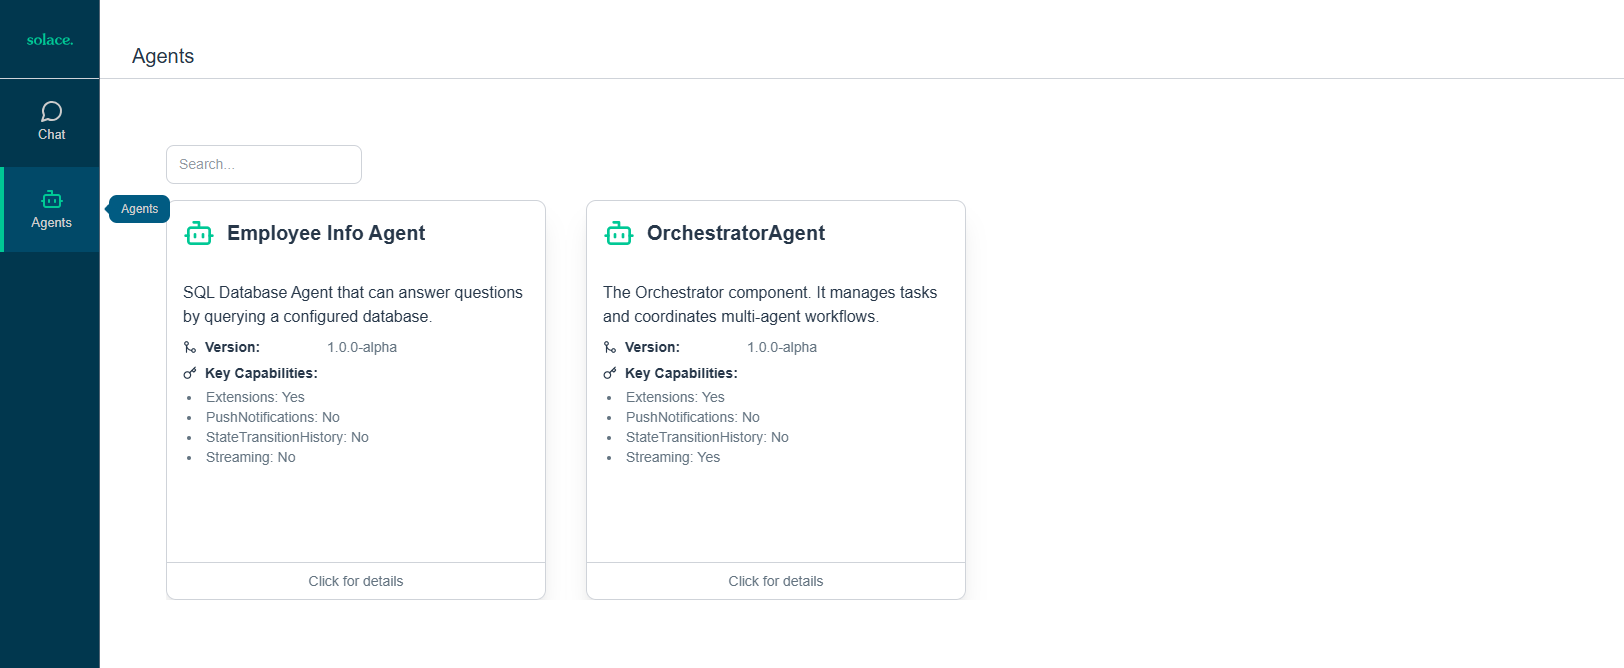 solace.
Agents
Chat
Agents
Agents
Search...
Employee Info Agent
SQL Database Agent that can answer questions
by querying a configured database.
Version: 1.0.0-alpha
Key Capabilities:
• Extensions: Yes
• PushNotifications: No
• StateTransitionHistory: No
• Streaming: No
Click for details
OrchestratorAgent
The Orchestrator component. It manages tasks
and coordinates multi-agent workflows.
Version: 1.0.0-alpha
Key Capabilities:
• Extensions: Yes
• PushNotifications: No
• StateTransitionHistory: No
• Streaming: Yes
Click for details